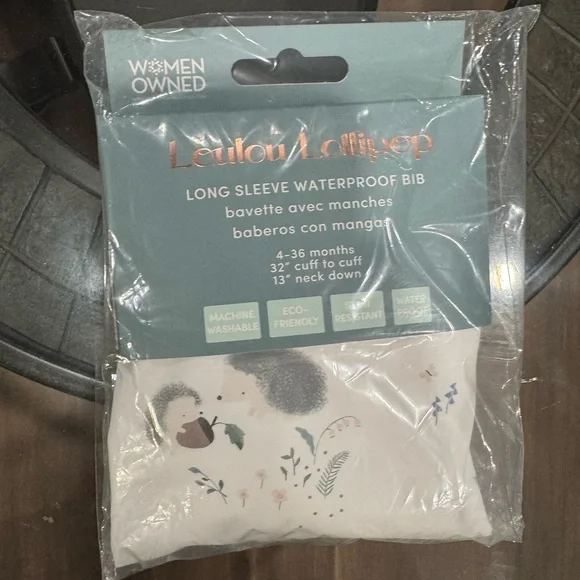 WOMEN
OWNED
Loulou Lollipop
LONG SLEEVE WATERPROOF BIB
bavette avec manches
baberos con mangas
4-36 months
32" cuff to cuff
13" neck down
MACHINE
WASHABLE
ECO-
FRIENDLY
RESISTANT
WATER